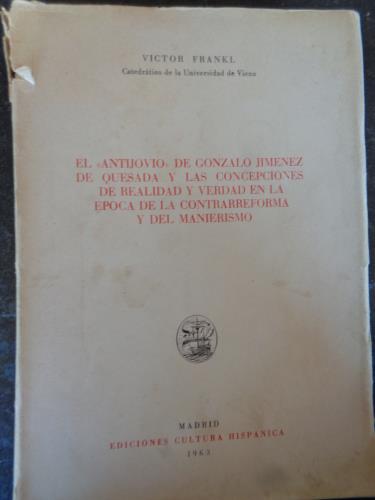 VICTOR FRANKL
Catedrático de la Universidad de Viena
EL «ANTIJOVIO» DE GONZALO JIMENEZ
DE QUESADA Y LAS CONCEPCIONES
DE REALIDAD Y VERDAD EN LA
EPOCA DE LA CONTRARREFORMA
Y DEL MANIERISMO
MADRID
EDICIONES CULTURA HISPANICA
1963